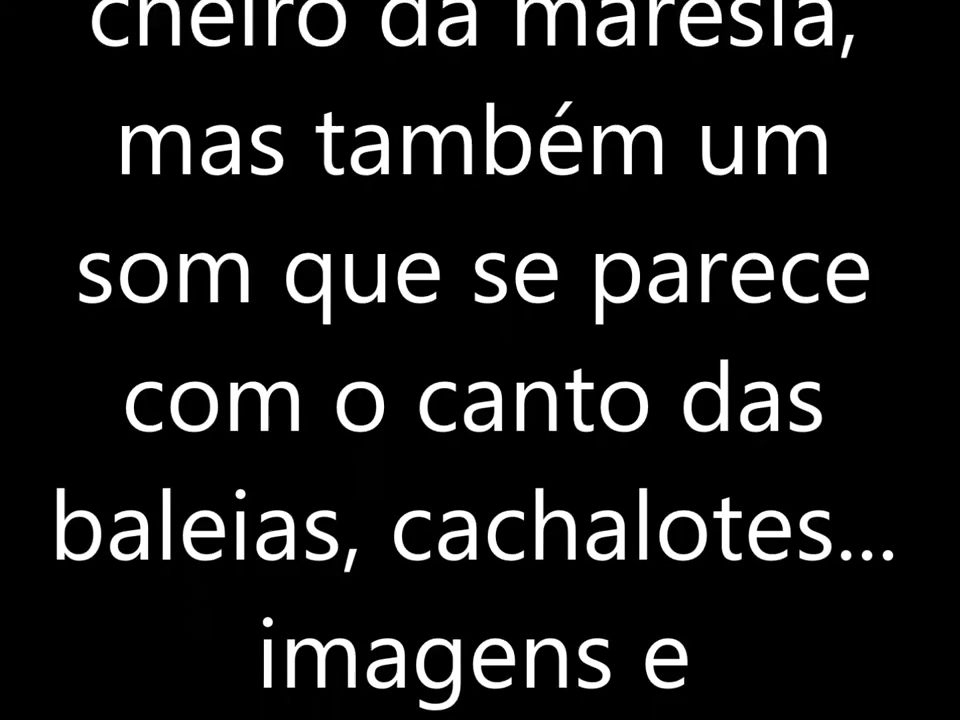 cheiro da maresia,
mas também um
som que se parece
com o canto das
baleias, cachalotes...
imagens e